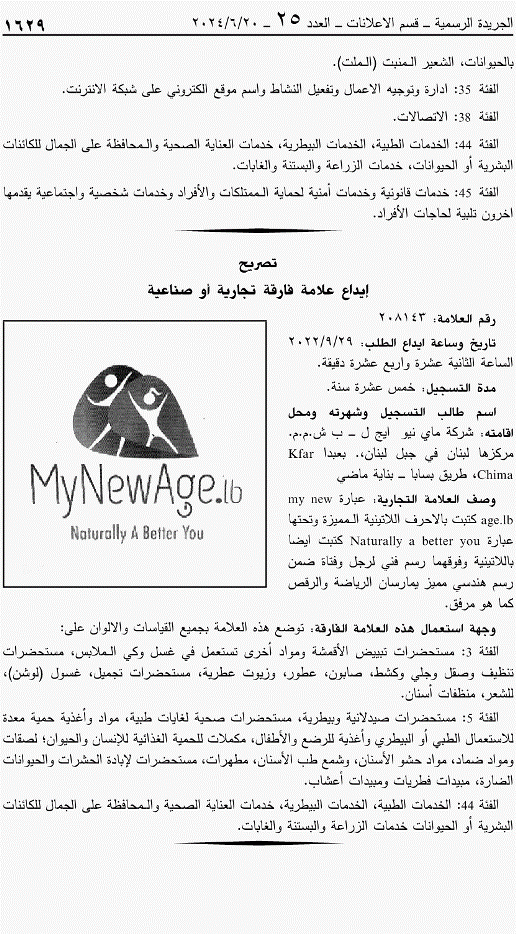 الجريدة الرسمية – قسم الاعلانات – العدد ٢٥ – ٢٠٢٤/٦/٢٠
١٦٢٩
بالحيوانات، الشعير المنبت (الملت).
الفئة 35: ادارة وتوجيه الاعمال وتفعيل النشاط واسم موقع الكتروني على شبكة الانترنت.
الفئة 38: الاتصالات.
الفئة 44: الخدمات الطبية، الخدمات البيطرية، خدمات العناية الصحية والمحافظة على الجمال للكائنات
البشرية أو الحيوانات، خدمات الزراعة والبستنة والغابات.
الفئة 45: خدمات قانونية وخدمات أمنية لحماية الممتلكات والأفراد وخدمات شخصية واجتماعية يقدمها
اخرون تلبية لحاجات الأفراد.
تصريح
إيداع علامة فارقة تجارية أو صناعية
رقم العلامة: ٢٠٨١٤٣
تاريخ وساعة ايداع الطلب: ٢٠٢٢/٩/٢٩
الساعة الثانية عشرة واربع عشرة دقيقة.
مدة التسجيل: خمس عشرة سنة.
اسم طالب التسجيل وشهرته ومحل
اقامته: شركة ماي نيو ايج ل – ب ش.م.م.
مركزها لبنان في جبل لبنان،. بعبدا Kfar
Chima، طريق بسابا – بناية ماضي
وصف العلامة التجارية: عبارة my new
age.lb كتبت بالاحرف اللاتينية المميزة وتحتها
عبارة Naturally a better you كتبت ايضا
باللاتينية وفوقهما رسم فني لرجل وفتاة ضمن
رسم هندسي مميز يمارسان الرياضة والرقص
كما هو مرفق.
MyNewAge.lb
Naturally A Better You
وجهة استعمال هذه العلامة الفارقة: توضع هذه العلامة بجميع القياسات والالوان على:
الفئة 3: مستحضرات تبييض الأقمشة ومواد أخرى تستعمل في غسل وكي الملابس، مستحضرات
تنظيف وصقل وجلي وكشط، صابون، عطور، وزيوت عطرية، مستحضرات تجميل، غسول (لوشن)،
للشعر، منظفات أسنان.
الفئة 5: مستحضرات صيدلانية وبيطرية، مستحضرات صحية لغايات طبية، مواد وأغذية حمية معدة
للاستعمال الطبي أو البيطري وأغذية للرضع والأطفال، مكملات للحمية الغذائية للإنسان والحيوان؛ لصقات
ومواد ضماد، مواد حشو الأسنان، وشمع طب الأسنان، مطهرات، مستحضرات لإبادة الحشرات والحيوانات
الضارة، مبيدات فطريات ومبيدات أعشاب.
الفئة 44: الخدمات الطبية، الخدمات البيطرية، خدمات العناية الصحية والمحافظة على الجمال للكائنات
البشرية أو الحيوانات خدمات الزراعة والبستنة والغابات.